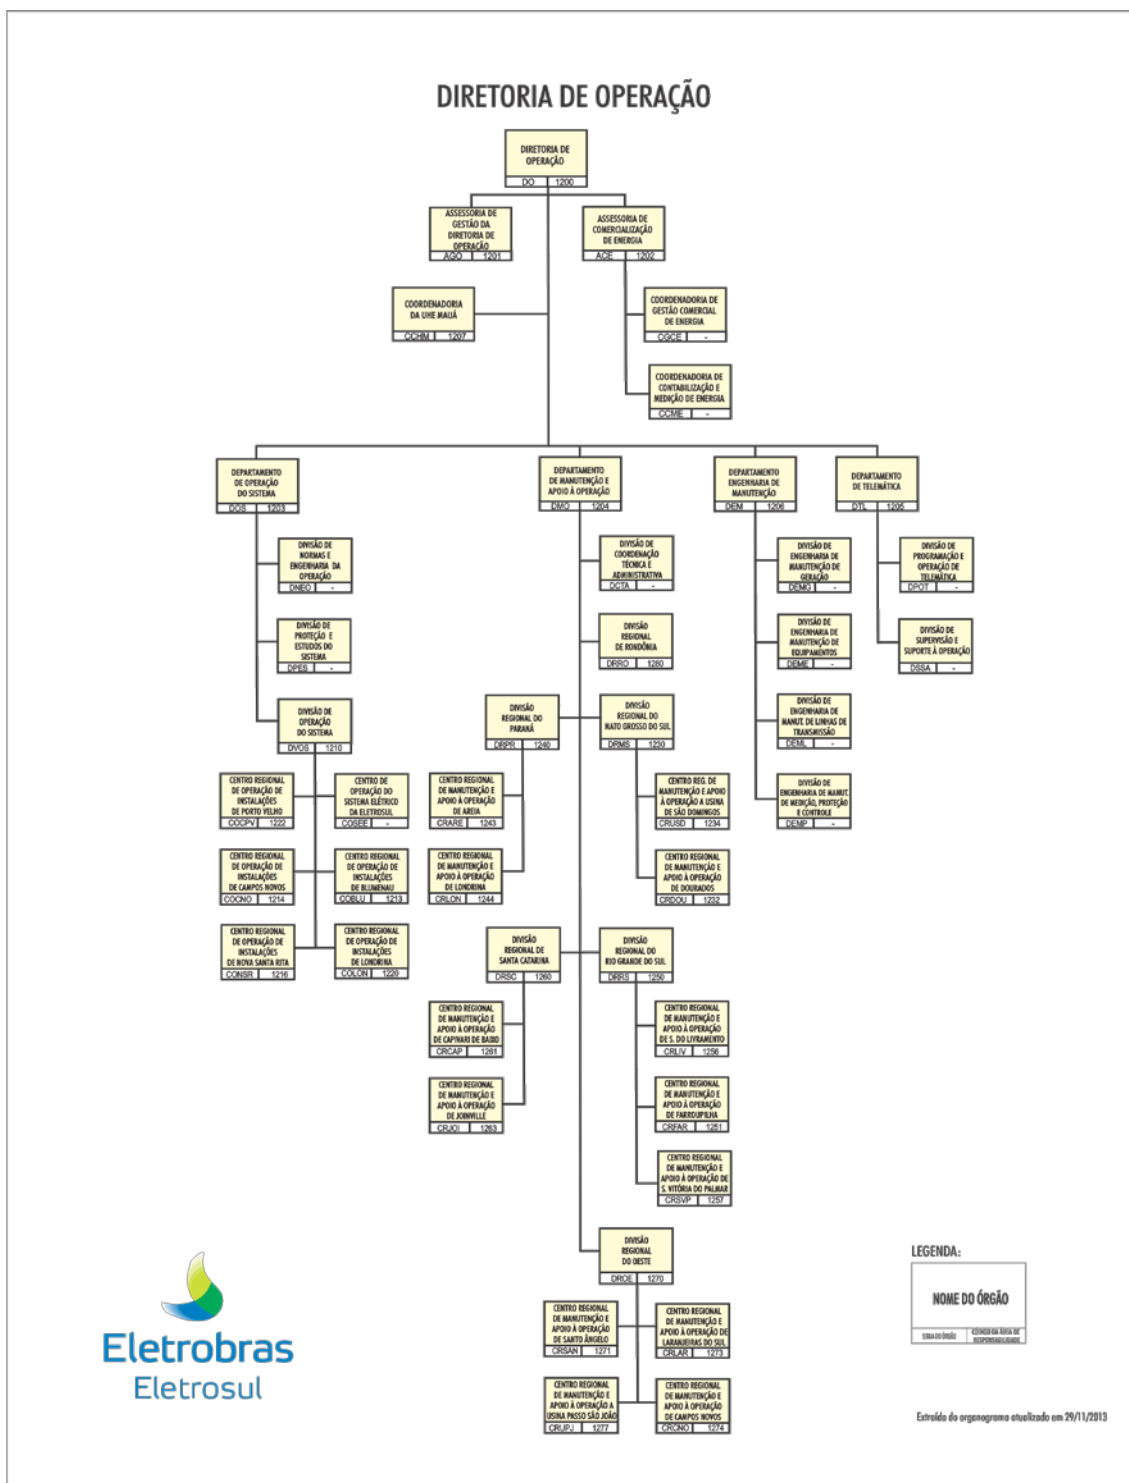 DIRETORIA DE OPERAÇÃO
DIRETORIA DE
OPERAÇÃO
DO 1200
ASSESSORIA DE
GESTÃO DA
DIRETORIA DE
OPERAÇÃO
AGO 1201
ASSESSORIA DE
COMERCIALIZAÇÃO
DE ENERGIA
ACE 1202
COORDENADORIA
DA UHE MAUÁ
CCHM 1207
COORDENADORIA DE
GESTÃO COMERCIAL
DE ENERGIA
CGCE -
COORDENADORIA DE
CONTABILIZAÇÃO E
MEDIÇÃO DE ENERGIA
CCME -
DEPARTAMENTO
DE OPERAÇÃO
DO SISTEMA
DOS 1203
DEPARTAMENTO
DE MANUTENÇÃO E
APOIO À OPERAÇÃO
DMO 1204
DEPARTAMENTO
ENGENHARIA DE
MANUTENÇÃO
DEM 1206
DEPARTAMENTO
DE TELEMÁTICA
DTL 1205
DIVISÃO DE
NORMAS E
ENGENHARIA DA
OPERAÇÃO
DNEO -
DIVISÃO DE
COORDENAÇÃO
TÉCNICA E
ADMINISTRATIVA
DCTA -
DIVISÃO DE
ENGENHARIA DE
MANUTENÇÃO DE
GERAÇÃO
DEMG -
DIVISÃO DE
PROGRAMAÇÃO E
OPERAÇÃO DE
TELEMÁTICA
DPOT -
DIVISÃO DE
PROTEÇÃO E
ESTUDOS DO
SISTEMA
DPES -
DIVISÃO
REGIONAL
DE RONDÔNIA
DRRO 1280
DIVISÃO DE
ENGENHARIA DE
MANUTENÇÃO DE
EQUIPAMENTOS
DEME -
DIVISÃO DE
SUPERVISÃO E
SUPORTE À OPERAÇÃO
DSSA -
DIVISÃO DE
OPERAÇÃO
DO SISTEMA
DVOS 1210
DIVISÃO
REGIONAL DO
PARANÁ
DRPR 1240
DIVISÃO
REGIONAL DO
MATO GROSSO DO SUL
DRMS 1230
DIVISÃO DE
ENGENHARIA DE
MANUT. DE LINHAS DE
TRANSMISSÃO
DEML -
CENTRO REGIONAL
DE OPERAÇÃO DE
INSTALAÇÕES
DE PORTO VELHO
COCPV 1222
CENTRO DE
OPERAÇÃO DO
SISTEMA ELÉTRICO
DA ELETROSUL
COSEE -
CENTRO REGIONAL
DE MANUTENÇÃO E
APOIO À OPERAÇÃO
DE AREIA
CRARE 1243
CENTRO REG. DE
MANUTENÇÃO E APOIO
À OPERAÇÃO A USINA
DE SÃO DOMINGOS
CRUSD 1234
DIVISÃO DE
ENGENHARIA DE MANUT.
DE MEDIÇÃO, PROTEÇÃO
E CONTROLE
DEMP -
CENTRO REGIONAL
DE OPERAÇÃO DE
INSTALAÇÕES
DE CAMPOS NOVOS
COCNO 1214
CENTRO REGIONAL
DE OPERAÇÃO DE
INSTALAÇÕES
DE BLUMENAU
COBLU 1213
CENTRO REGIONAL
DE MANUTENÇÃO E
APOIO À OPERAÇÃO
DE LONDRINA
CRLON 1244
CENTRO REGIONAL
DE MANUTENÇÃO E
APOIO À OPERAÇÃO
DE DOURADOS
CRDOU 1232
CENTRO REGIONAL
DE OPERAÇÃO DE
INSTALAÇÕES
DE NOVA SANTA RITA
CONSR 1216
CENTRO REGIONAL
DE OPERAÇÃO DE
INSTALAÇÕES
DE LONDRINA
COLON 1220
DIVISÃO
REGIONAL DE
SANTA CATARINA
DRSC 1260
DIVISÃO
REGIONAL DO
RIO GRANDE DO SUL
DRRS 1250
CENTRO REGIONAL
DE MANUTENÇÃO E
APOIO À OPERAÇÃO
DE CAPIVARI DE BAIXO
CRCAP 1261
CENTRO REGIONAL
DE MANUTENÇÃO E
APOIO À OPERAÇÃO
DE S. DO LIVRAMENTO
CRLIV 1256
CENTRO REGIONAL
DE MANUTENÇÃO E
APOIO À OPERAÇÃO
DE JOINVILLE
CRJOI 1263
CENTRO REGIONAL
DE MANUTENÇÃO E
APOIO À OPERAÇÃO
DE FARROUPILHA
CRFAR 1251
CENTRO REGIONAL
DE MANUTENÇÃO E
APOIO À OPERAÇÃO DE
S. VITÓRIA DO PALMAR
CRSVP 1257
DIVISÃO
REGIONAL
DO OESTE
DROE 1270
CENTRO REGIONAL
DE MANUTENÇÃO E
APOIO À OPERAÇÃO
DE SANTO ÂNGELO
CRSAN 1271
CENTRO REGIONAL
DE MANUTENÇÃO E
APOIO À OPERAÇÃO DE
LARANJEIRAS DO SUL
CRLAR 1273
CENTRO REGIONAL
DE MANUTENÇÃO E
APOIO À OPERAÇÃO A
USINA PASSO SÃO JOÃO
CRUPJ 1277
CENTRO REGIONAL
DE MANUTENÇÃO E
APOIO À OPERAÇÃO
DE CAMPOS NOVOS
CRCNO 1274
Eletrobras
Eletrosul
LEGENDA:
NOME DO ÓRGÃO
SIGLA DO ÓRGÃO
CÓDIGO DA ÁREA DE
RESPONSABILIDADE
Extraído do organograma atualizado em 29/11/2013